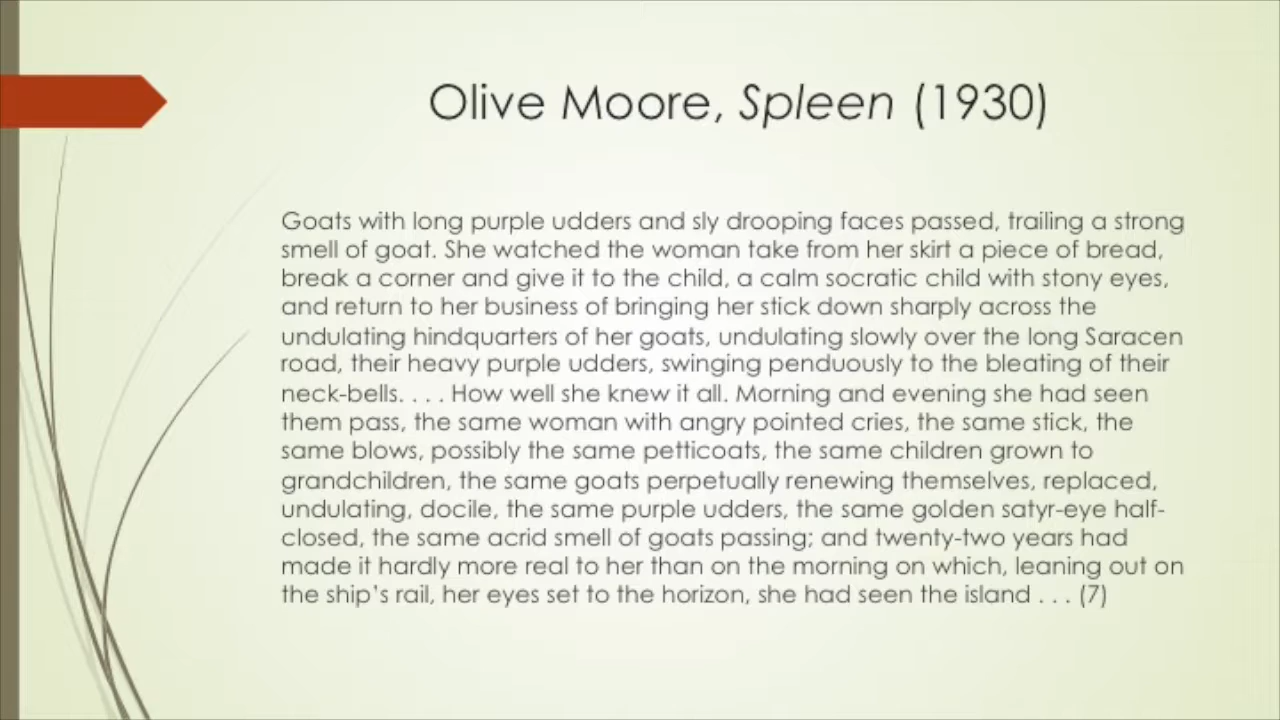 Olive Moore, Spleen (1930)
Goats with long purple udders and sly drooping faces passed, trailing a strong
smell of goat. She watched the woman take from her skirt a piece of bread,
break a corner and give it to the child, a calm socratic child with stony eyes,
and return to her business of bringing her stick down sharply across the
undulating hindquarters of her goats, undulating slowly over the long Saracen
road, their heavy purple udders, swinging penduously to the bleating of their
neck-bells. . . . How well she knew it all. Morning and evening she had seen
them pass, the same woman with angry pointed cries, the same stick, the
same blows, possibly the same petticoats, the same children grown to
grandchildren, the same goats perpetually renewing themselves, replaced,
undulating, docile, the same purple udders, the same golden satyr-eye half-
closed, the same acrid smell of goats passing; and twenty-two years had
made it hardly more real to her than on the morning on which, leaning out on
the ship's rail, her eyes set to the horizon, she had seen the island . . . (7)